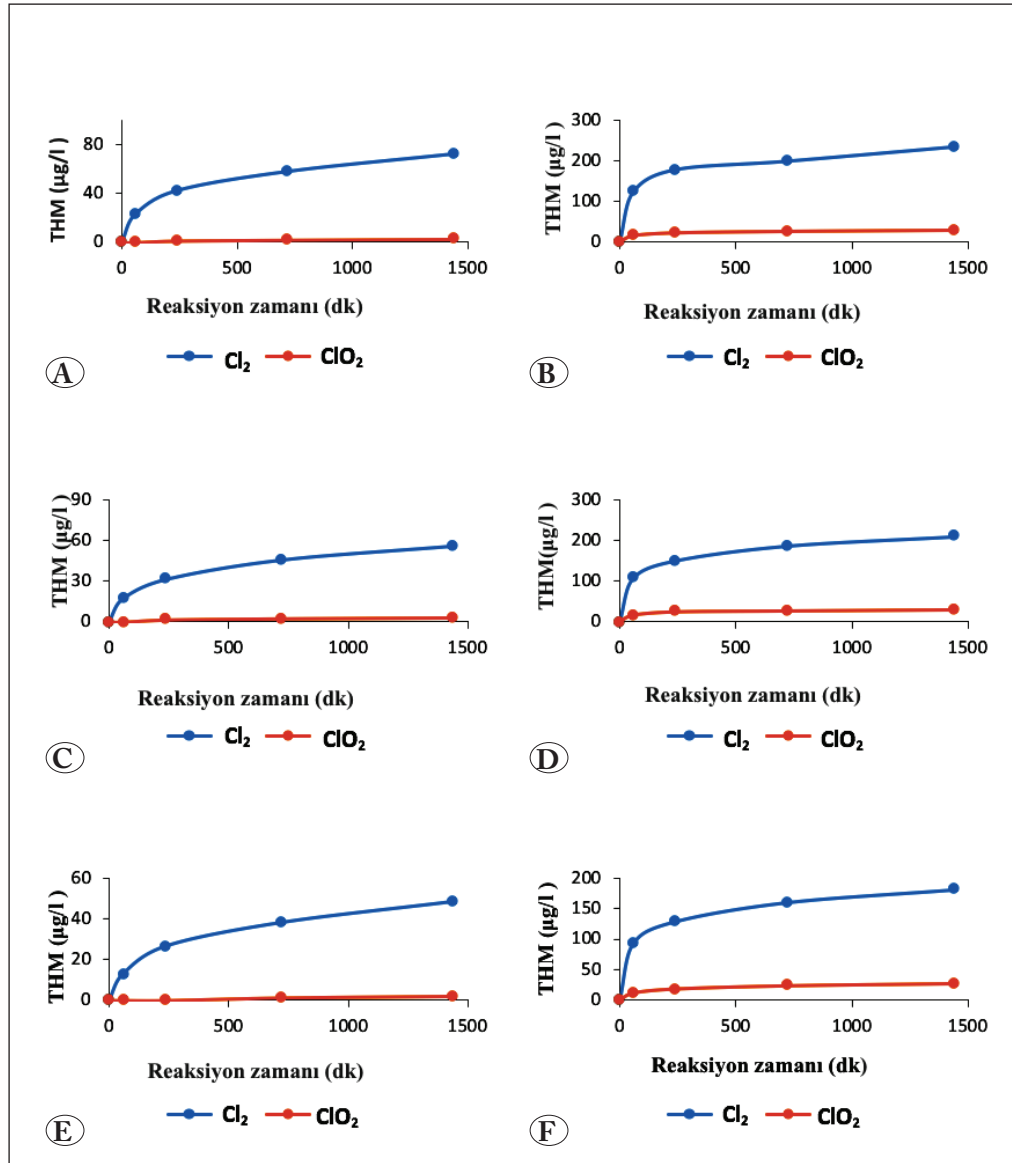 THM (µg/l )
80
40
0
0 500 1000 1500
Reaksiyon zamanı (dk)
Cl₂ ClO₂
A
THM (µg/l )
300
200
100
0
0 500 1000 1500
Reaksiyon zamanı (dk)
Cl₂ ClO₂
B
THM (µg/l )
90
60
30
0
0 500 1000 1500
Reaksiyon zamanı (dk)
Cl₂ ClO₂
C
THM(µg/l )
300
200
100
0
0 500 1000 1500
Reaksiyon zamanı (dk)
Cl₂ ClO₂
D
THM (µg/l )
60
40
20
0
0 500 1000 1500
Reaksiyon zamanı (dk)
Cl₂ ClO₂
E
THM (µg/l )
200
150
100
50
0
0 500 1000 1500
Reaksiyon zamanı (dk)
Cl₂ ClO₂
F